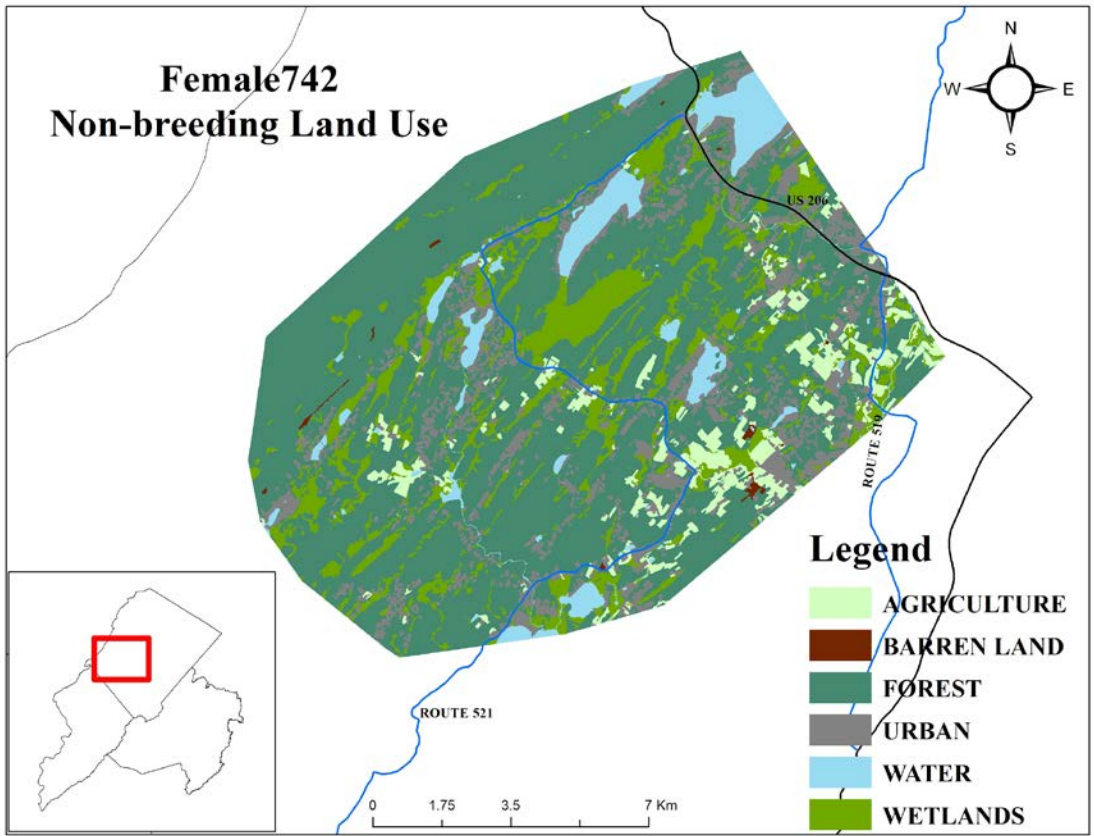 Female742
Non-breeding Land Use
N
W
E
S
US 206
ROUTE 519
ROUTE 521
Legend
AGRICULTURE
BARREN LAND
FOREST
URBAN
WATER
WETLANDS
0 1.75 3.5 7 Km